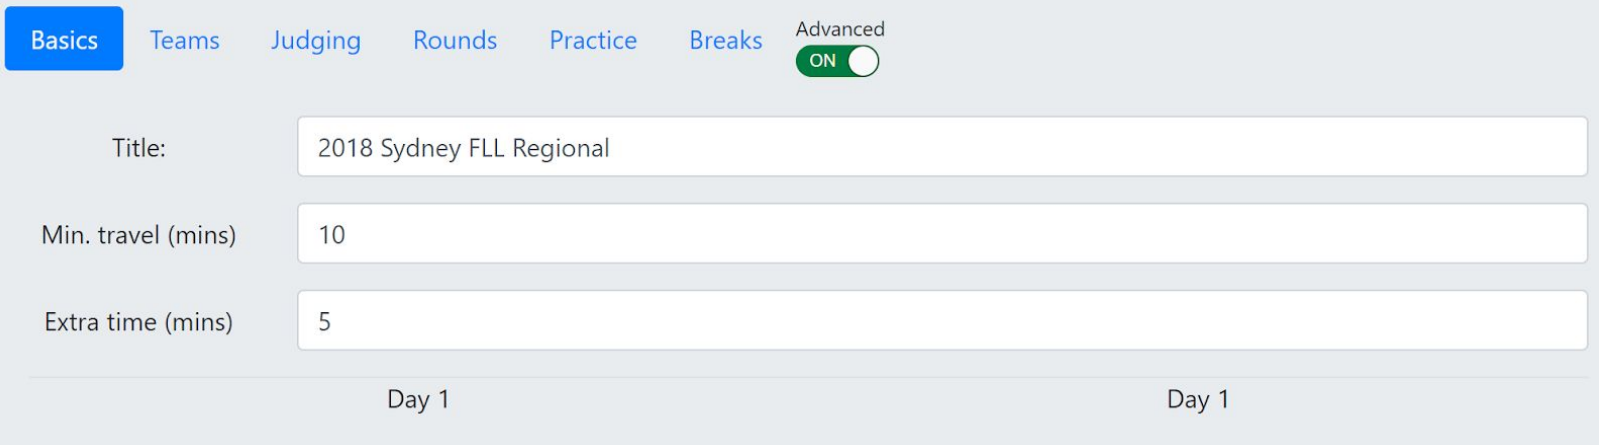 Basics Teams Judging Rounds Practice Breaks Advanced
ON
Title: 2018 Sydney FLL Regional
Min. travel (mins) 10
Extra time (mins) 5
Day 1 Day 1